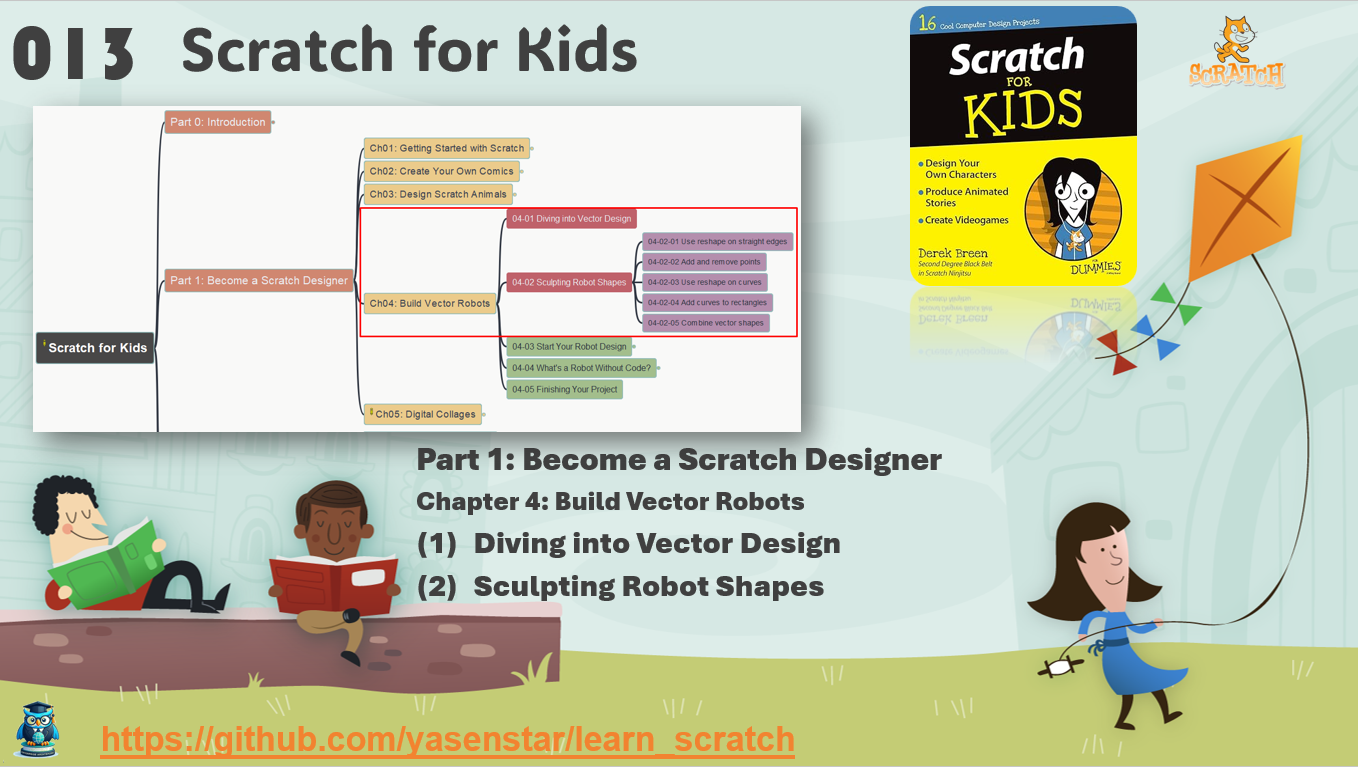 013 Scratch for Kids
Part 0: Introduction
Ch01: Getting Started with Scratch
Ch02: Create Your Own Comics
Ch03: Design Scratch Animals
04-01 Diving into Vector Design
04-02-01 Use reshape on straight edges
04-02-02 Add and remove points
Part 1: Become a Scratch Designer
04-02 Sculpting Robot Shapes
04-02-03 Use reshape on curves
Ch04: Build Vector Robots
04-02-04 Add curves to rectangles
04-02-05 Combine vector shapes
Scratch for Kids
04-03 Start Your Robot Design
04-04 What's a Robot Without Code?
04-05 Finishing Your Project
Ch05: Digital Collages
16 Cool Computer Design Projects
Scratch
FOR
KIDS
Design Your
Own Characters
Produce Animated
Stories
Create Videogames
Derek Breen
Second Degree Black Belt
in Scratch Ninjitsu
FOR
DUMMIES
SCRATCH
Part 1: Become a Scratch Designer
Chapter 4: Build Vector Robots
(1) Diving into Vector Design
(2) Sculpting Robot Shapes
https://github.com/yasenstar/learn_scratch